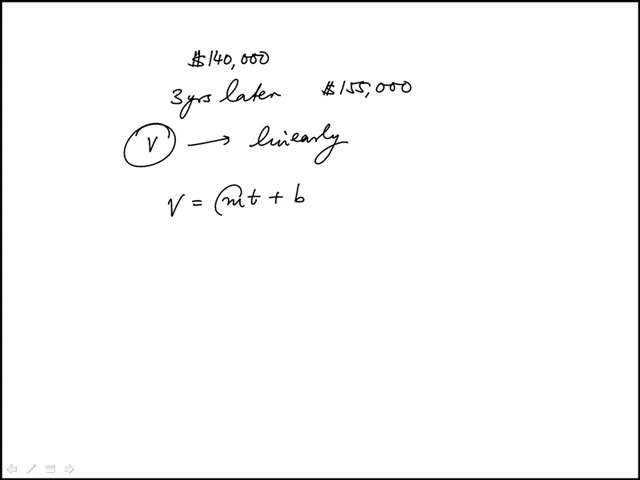 $140,000
3yrs later $155,000
V → linearly
V = mt + b